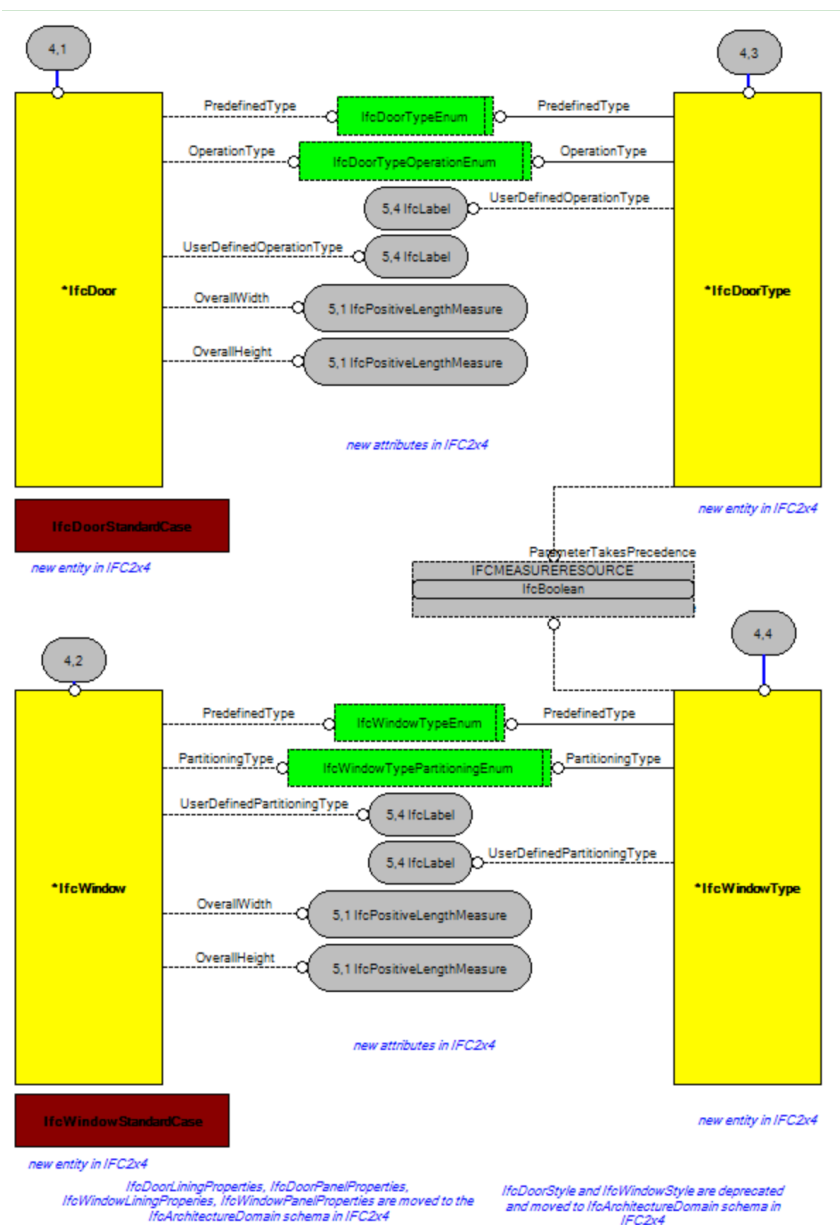 4,1
4,3
PredefinedType
IfcDoorTypeEnum
PredefinedType
OperationType
IfcDoorTypeOperationEnum
OperationType
5,4 IfcLabel
UserDefinedOperationType
UserDefinedOperationType
5,4 IfcLabel
*IfcDoor
OverallWidth
5,1 IfcPositiveLengthMeasure
*IfcDoorType
OverallHeight
5,1 IfcPositiveLengthMeasure
new attributes in IFC2x4
new entity in IFC2x4
IfcDoorStandardCase
new entity in IFC2x4
ParameterTakesPrecedence
IFCMEASURERESOURCE
IfcBoolean
4,2
4,4
PredefinedType
IfcWindowTypeEnum
PredefinedType
PartitioningType
IfcWindowTypePartitioningEnum
PartitioningType
UserDefinedPartitioningType
5,4 IfcLabel
5,4 IfcLabel
UserDefinedPartitioningType
*IfcWindow
OverallWidth
5,1 IfcPositiveLengthMeasure
*IfcWindowType
OverallHeight
5,1 IfcPositiveLengthMeasure
new attributes in IFC2x4
IfcWindowStandardCase
new entity in IFC2x4
new entity in IFC2x4
IfcDoorLiningProperties, IfcDoorPanelProperties,
IfcWindowLiningProperies, IfcWindowPanelProperties are moved to the
IfcArchitectureDomain schema in IFC2x4
IfcDoorStyle and IfcWindowStyle are deprecated
and moved to IfcArchitectureDomain schema in
IFC2x4